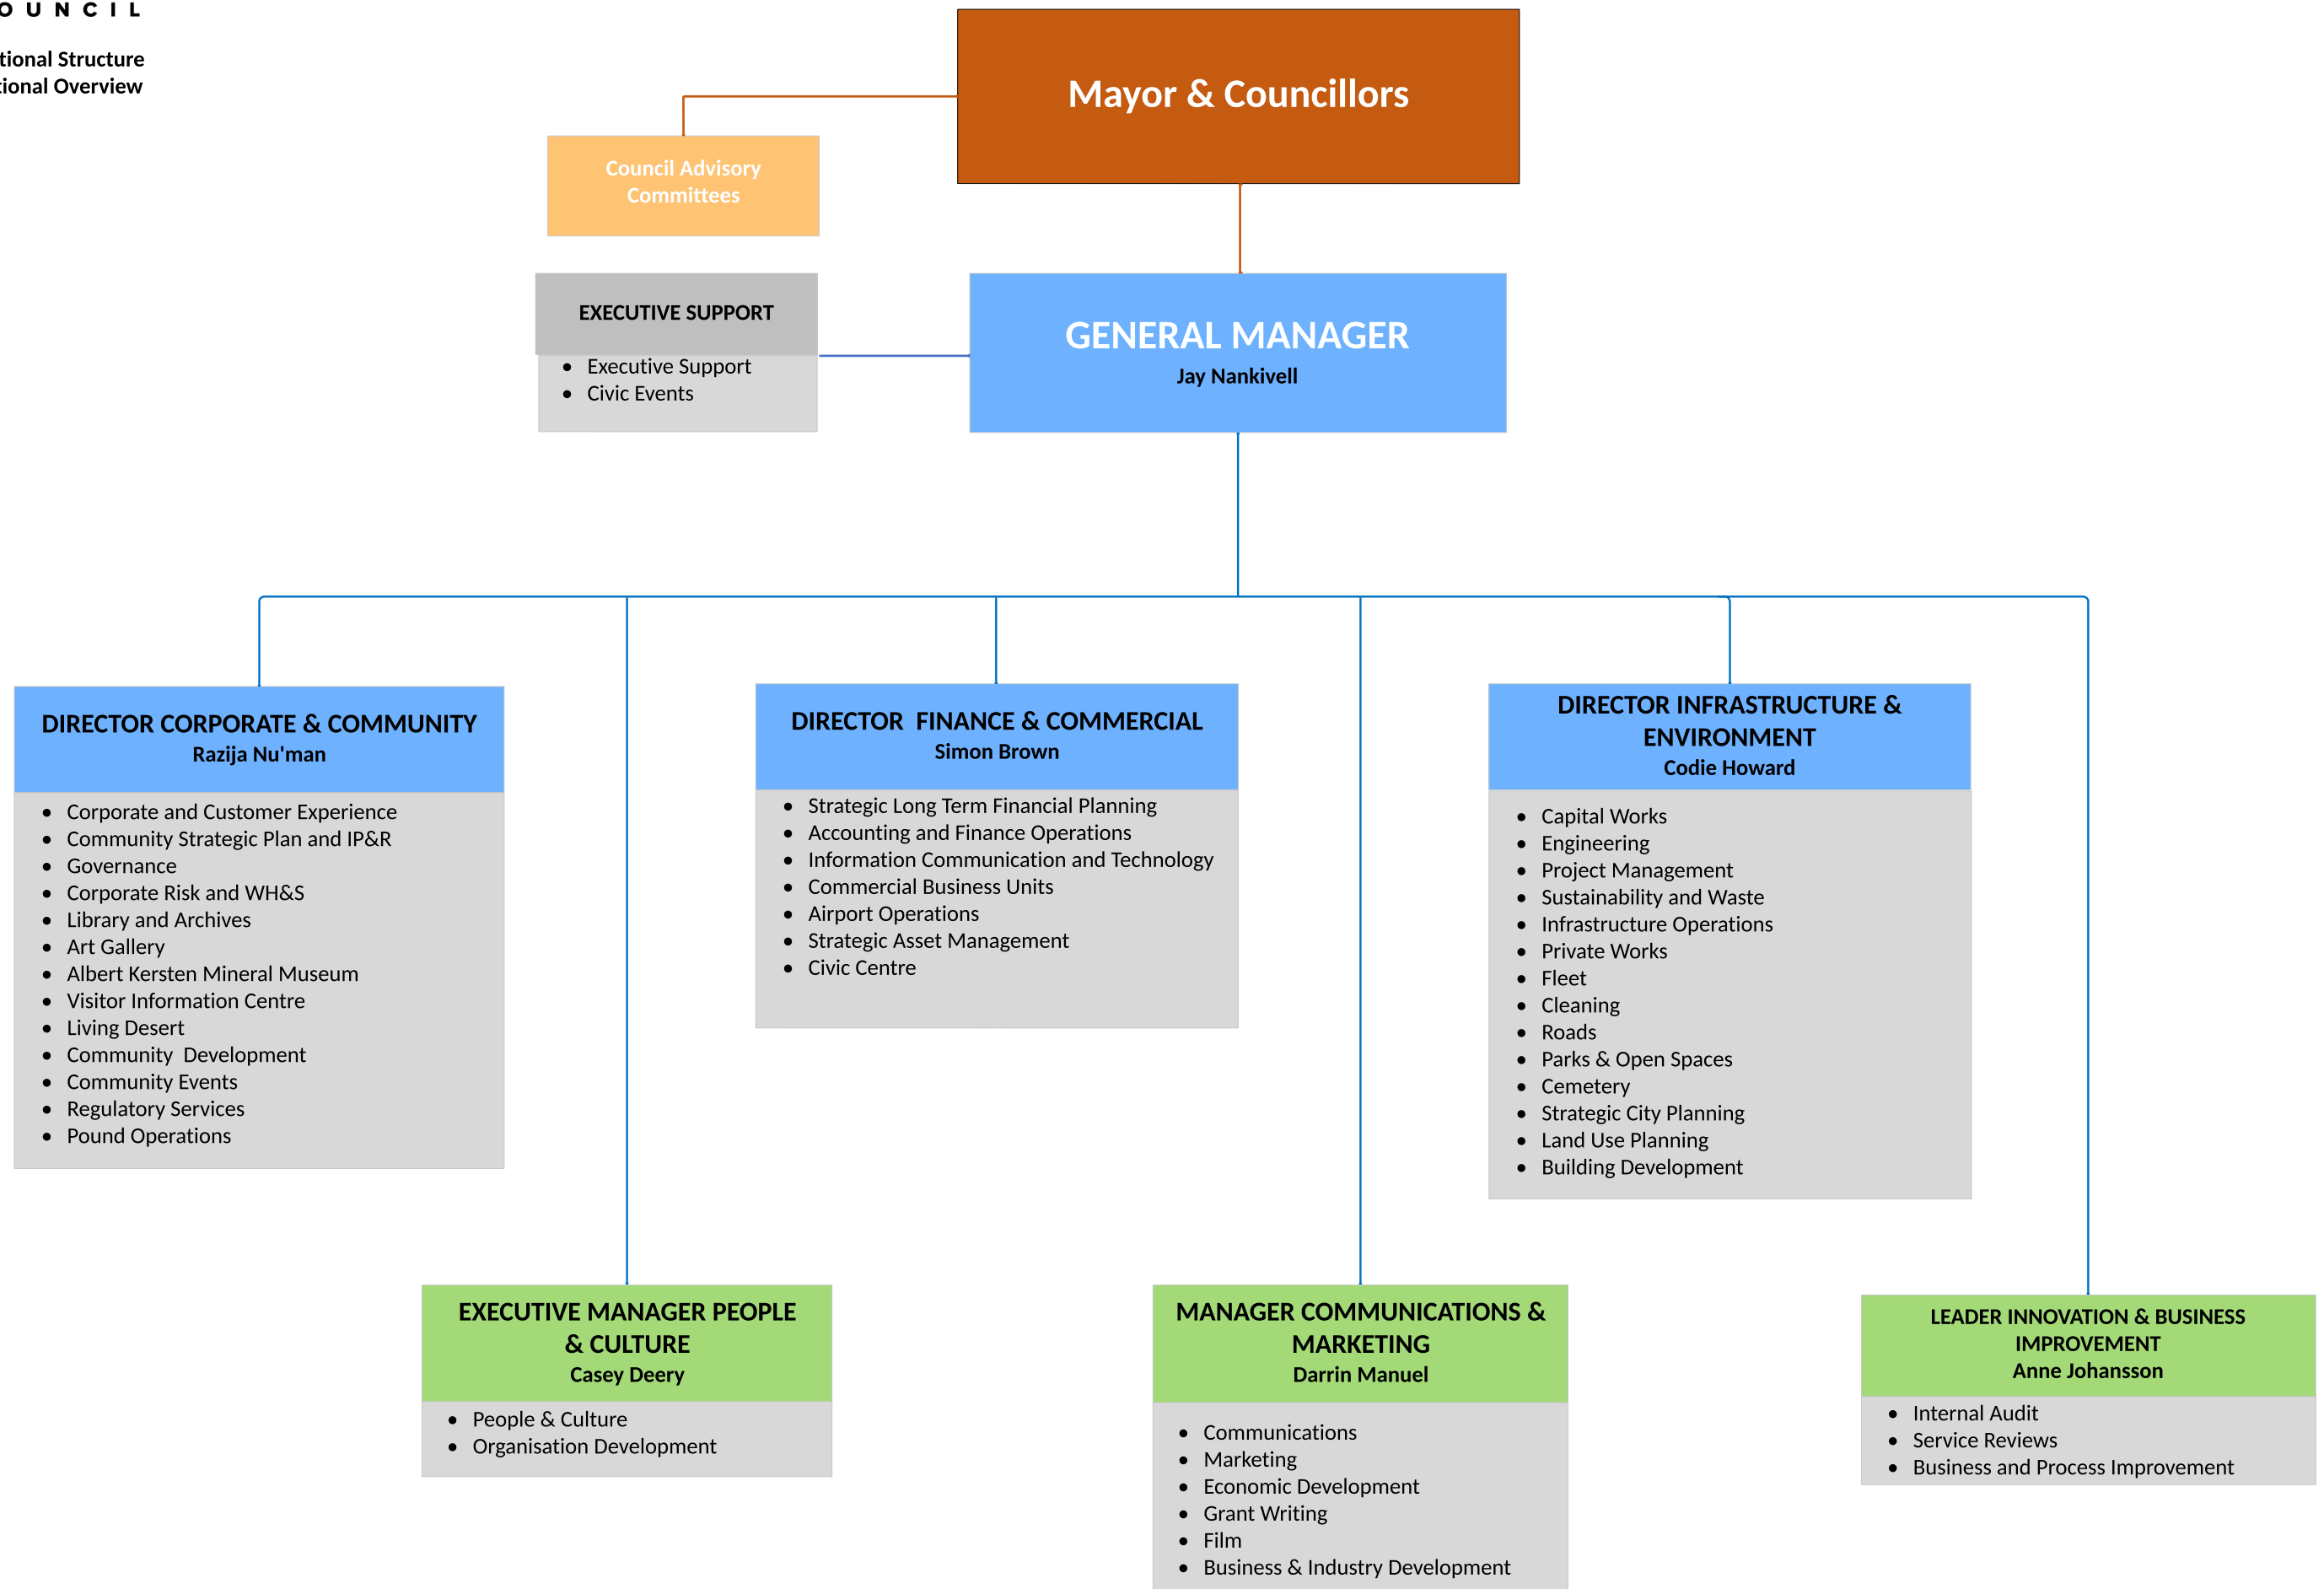 OUNCIL
tional Structure
tional Overview
Mayor & Councillors
Council Advisory
Committees
EXECUTIVE SUPPORT
• Executive Support
• Civic Events
GENERAL MANAGER
Jay Nankivell
DIRECTOR CORPORATE & COMMUNITY
Razija Nu'man
• Corporate and Customer Experience
• Community Strategic Plan and IP&R
• Governance
• Corporate Risk and WH&S
• Library and Archives
• Art Gallery
• Albert Kersten Mineral Museum
• Visitor Information Centre
• Living Desert
• Community  Development
• Community Events
• Regulatory Services
• Pound Operations
DIRECTOR  FINANCE & COMMERCIAL
Simon Brown
• Strategic Long Term Financial Planning
• Accounting and Finance Operations
• Information Communication and Technology
• Commercial Business Units
• Airport Operations
• Strategic Asset Management
• Civic Centre
DIRECTOR INFRASTRUCTURE &
ENVIRONMENT
Codie Howard
• Capital Works
• Engineering
• Project Management
• Sustainability and Waste
• Infrastructure Operations
• Private Works
• Fleet
• Cleaning
• Roads
• Parks & Open Spaces
• Cemetery
• Strategic City Planning
• Land Use Planning
• Building Development
EXECUTIVE MANAGER PEOPLE
& CULTURE
Casey Deery
• People & Culture
• Organisation Development
MANAGER COMMUNICATIONS &
MARKETING
Darrin Manuel
• Communications
• Marketing
• Economic Development
• Grant Writing
• Film
• Business & Industry Development
LEADER INNOVATION & BUSINESS
IMPROVEMENT
Anne Johansson
• Internal Audit
• Service Reviews
• Business and Process Improvement